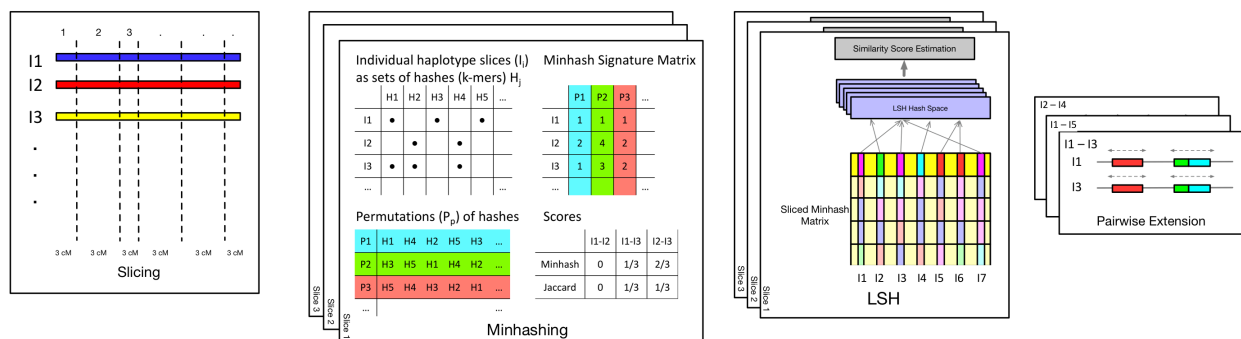 1 2 3 . . .
I1
I2
I3
.
.
.
3 cM 3 cM 3 cM 3 cM 3 cM 3 cM
Slicing
Slice 3
Slice 2
Slice 1
Individual haplotype slices (Ii)
as sets of hashes (k-mers) Hj
H1 H2 H3 H4 H5 ...
I1 • • •
I2 • •
I3 • • •
...
Minhash Signature Matrix
P1 P2 P3 ...
I1 1 1 1
I2 2 4 2
I3 1 3 2
...
Permutations (Pp) of hashes
P1 H1 H4 H2 H5 H3 ...
P2 H3 H5 H1 H4 H2 ...
P3 H5 H4 H3 H2 H1 ...
...
Scores
I1-I2 I1-I3 I2-I3
Minhash 0 1/3 2/3
Jaccard 0 1/3 1/3
Minhashing
Slice 3
Slice 2
Slice 1
Similarity Score Estimation
LSH Hash Space
Sliced Minhash
Matrix
I1 I2 I3 I4 I5 I6 I7
LSH
I2 – I4
I1 – I5
I1 – I3
I1
I3
Pairwise Extension